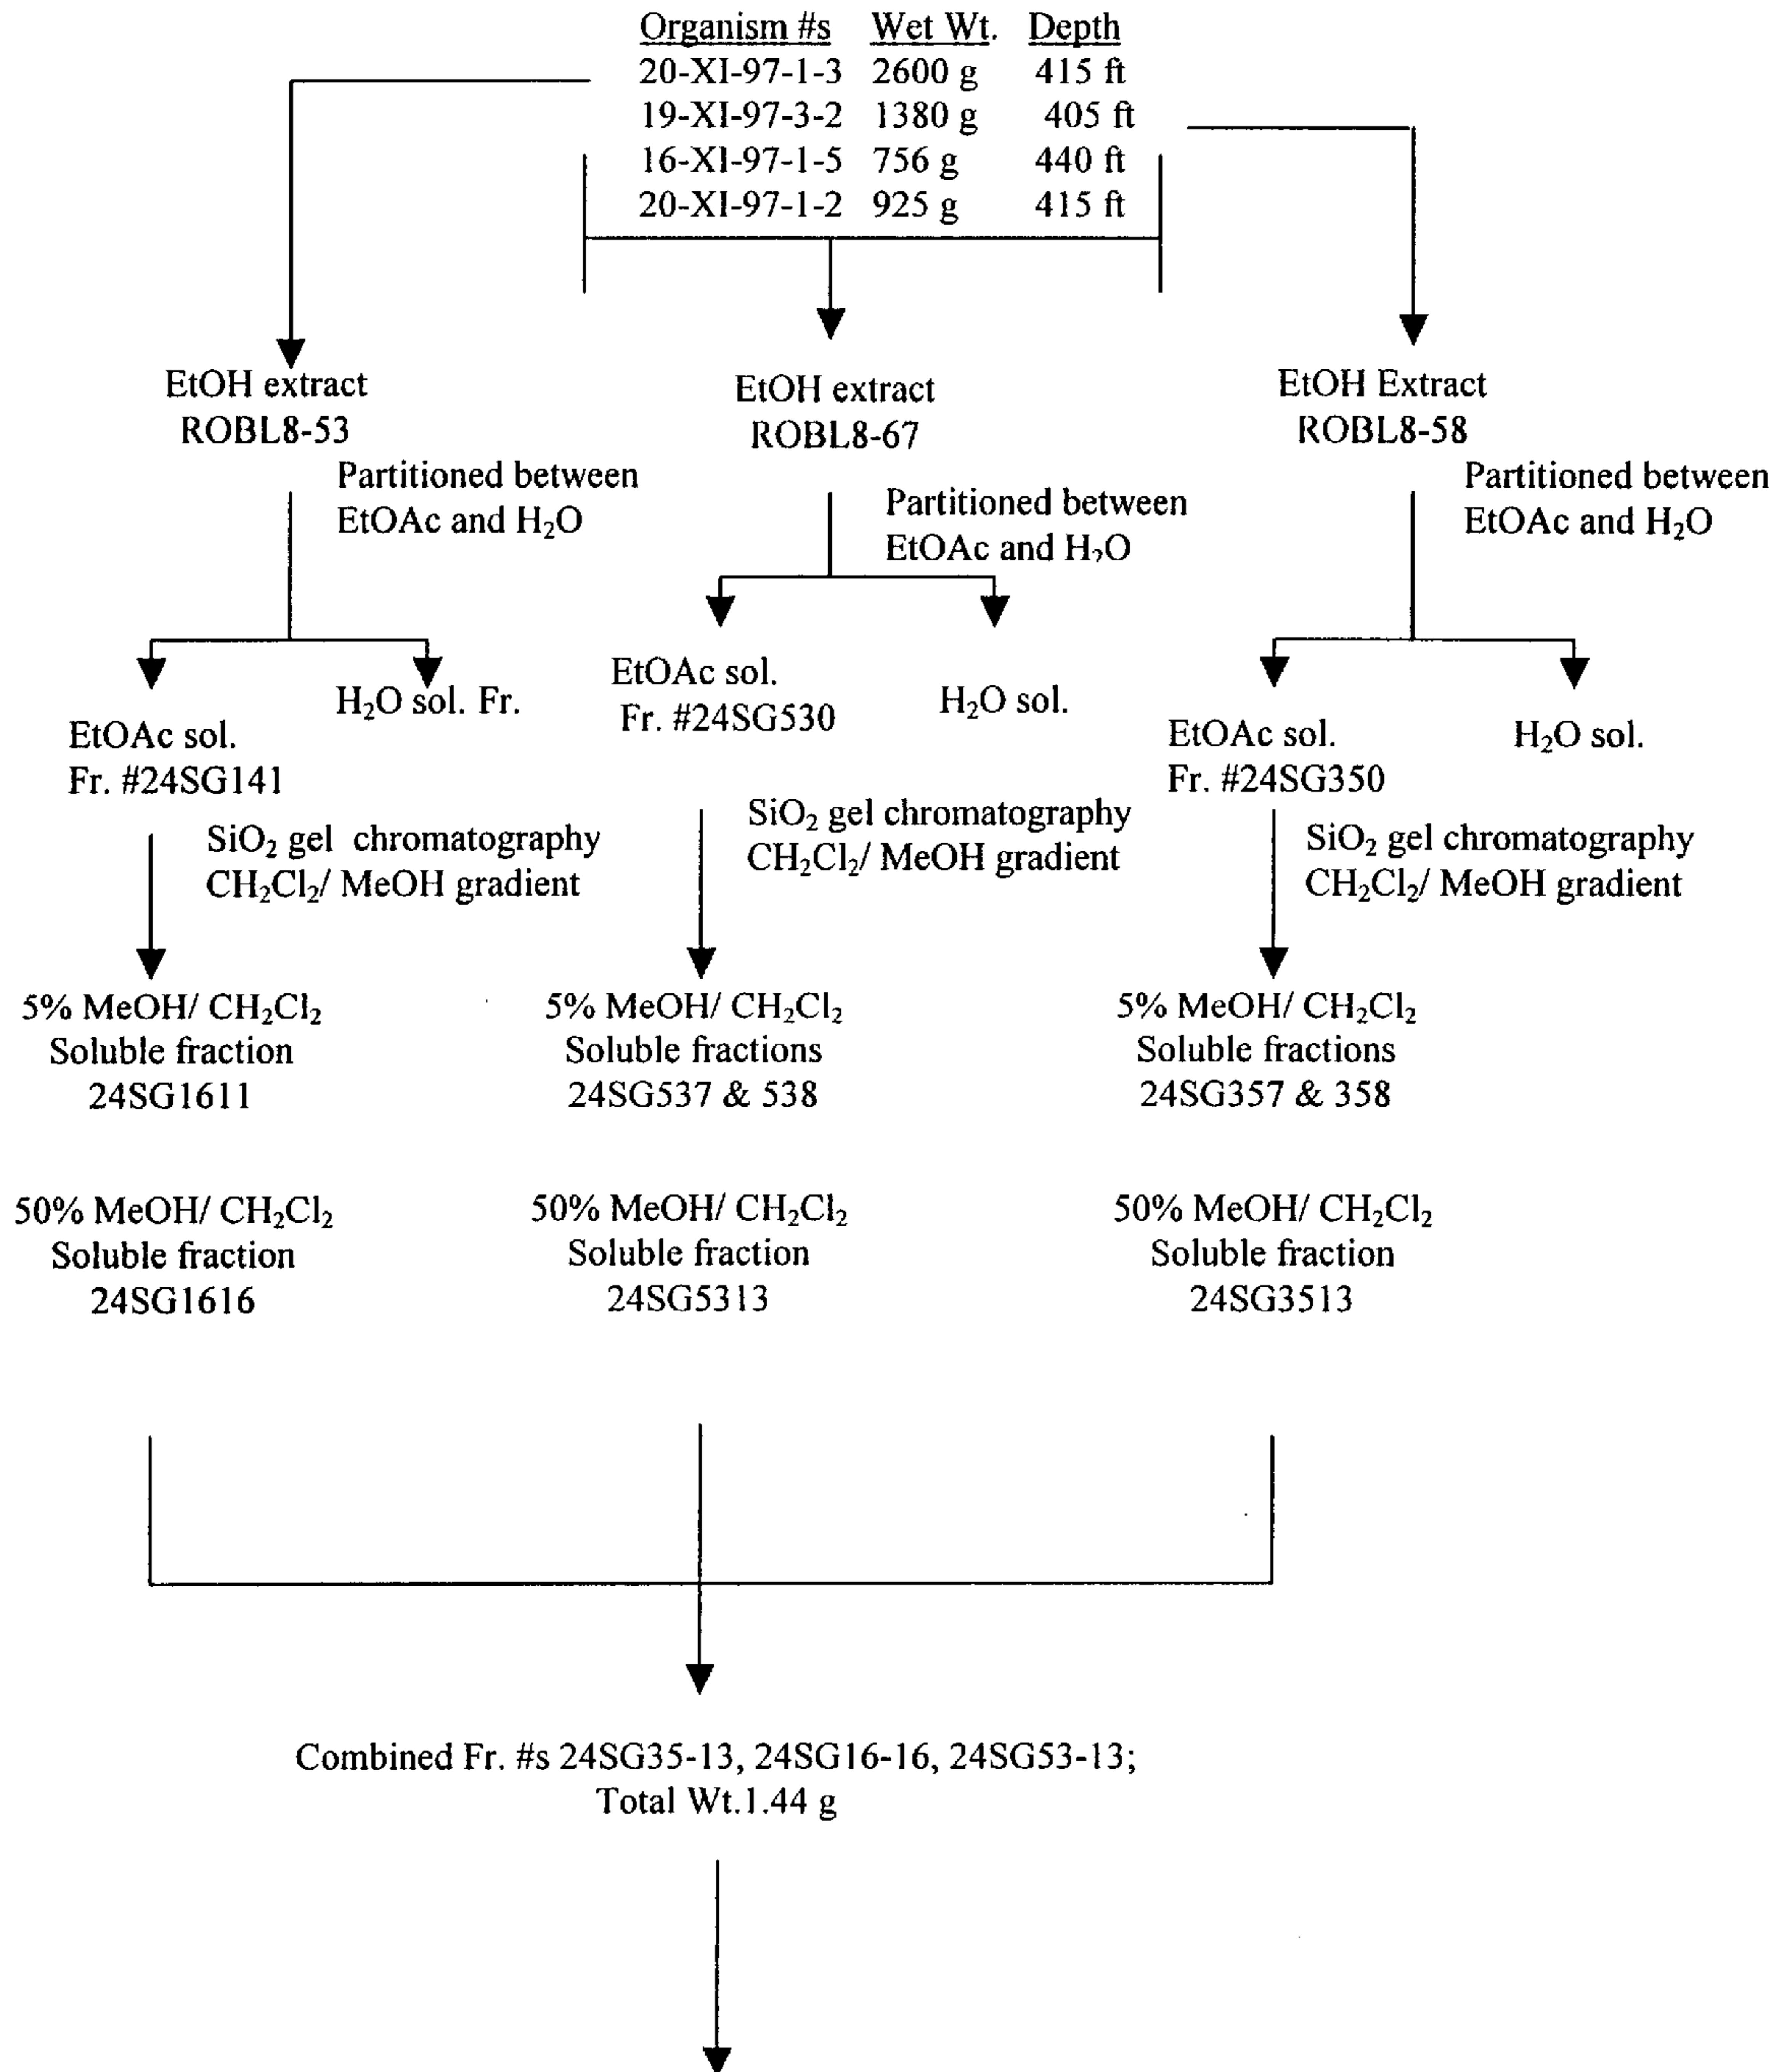 Organism #s Wet Wt. Depth
20-XI-97-1-3 2600 g 415 ft
19-XI-97-3-2 1380 g 405 ft
16-XI-97-1-5 756 g 440 ft
20-XI-97-1-2 925 g 415 ft
EtOH extract
ROBL8-53
EtOH extract
ROBL8-67
EtOH Extract
ROBL8-58
Partitioned between
EtOAc and H₂O
Partitioned between
EtOAc and H₂O
Partitioned between
EtOAc and H₂O
EtOAc sol.
Fr. #24SG141
H₂O sol. Fr.
EtOAc sol.
Fr. #24SG530
H₂O sol.
EtOAc sol.
Fr. #24SG350
H₂O sol.
SiO₂ gel chromatography
CH₂Cl₂/ MeOH gradient
SiO₂ gel chromatography
CH₂Cl₂/ MeOH gradient
SiO₂ gel chromatography
CH₂Cl₂/ MeOH gradient
5% MeOH/ CH₂Cl₂
Soluble fraction
24SG1611
5% MeOH/ CH₂Cl₂
Soluble fractions
24SG537 & 538
5% MeOH/ CH₂Cl₂
Soluble fractions
24SG357 & 358
50% MeOH/ CH₂Cl₂
Soluble fraction
24SG1616
50% MeOH/ CH₂Cl₂
Soluble fraction
24SG5313
50% MeOH/ CH₂Cl₂
Soluble fraction
24SG3513
Combined Fr. #s 24SG35-13, 24SG16-16, 24SG53-13;
Total Wt.1.44 g